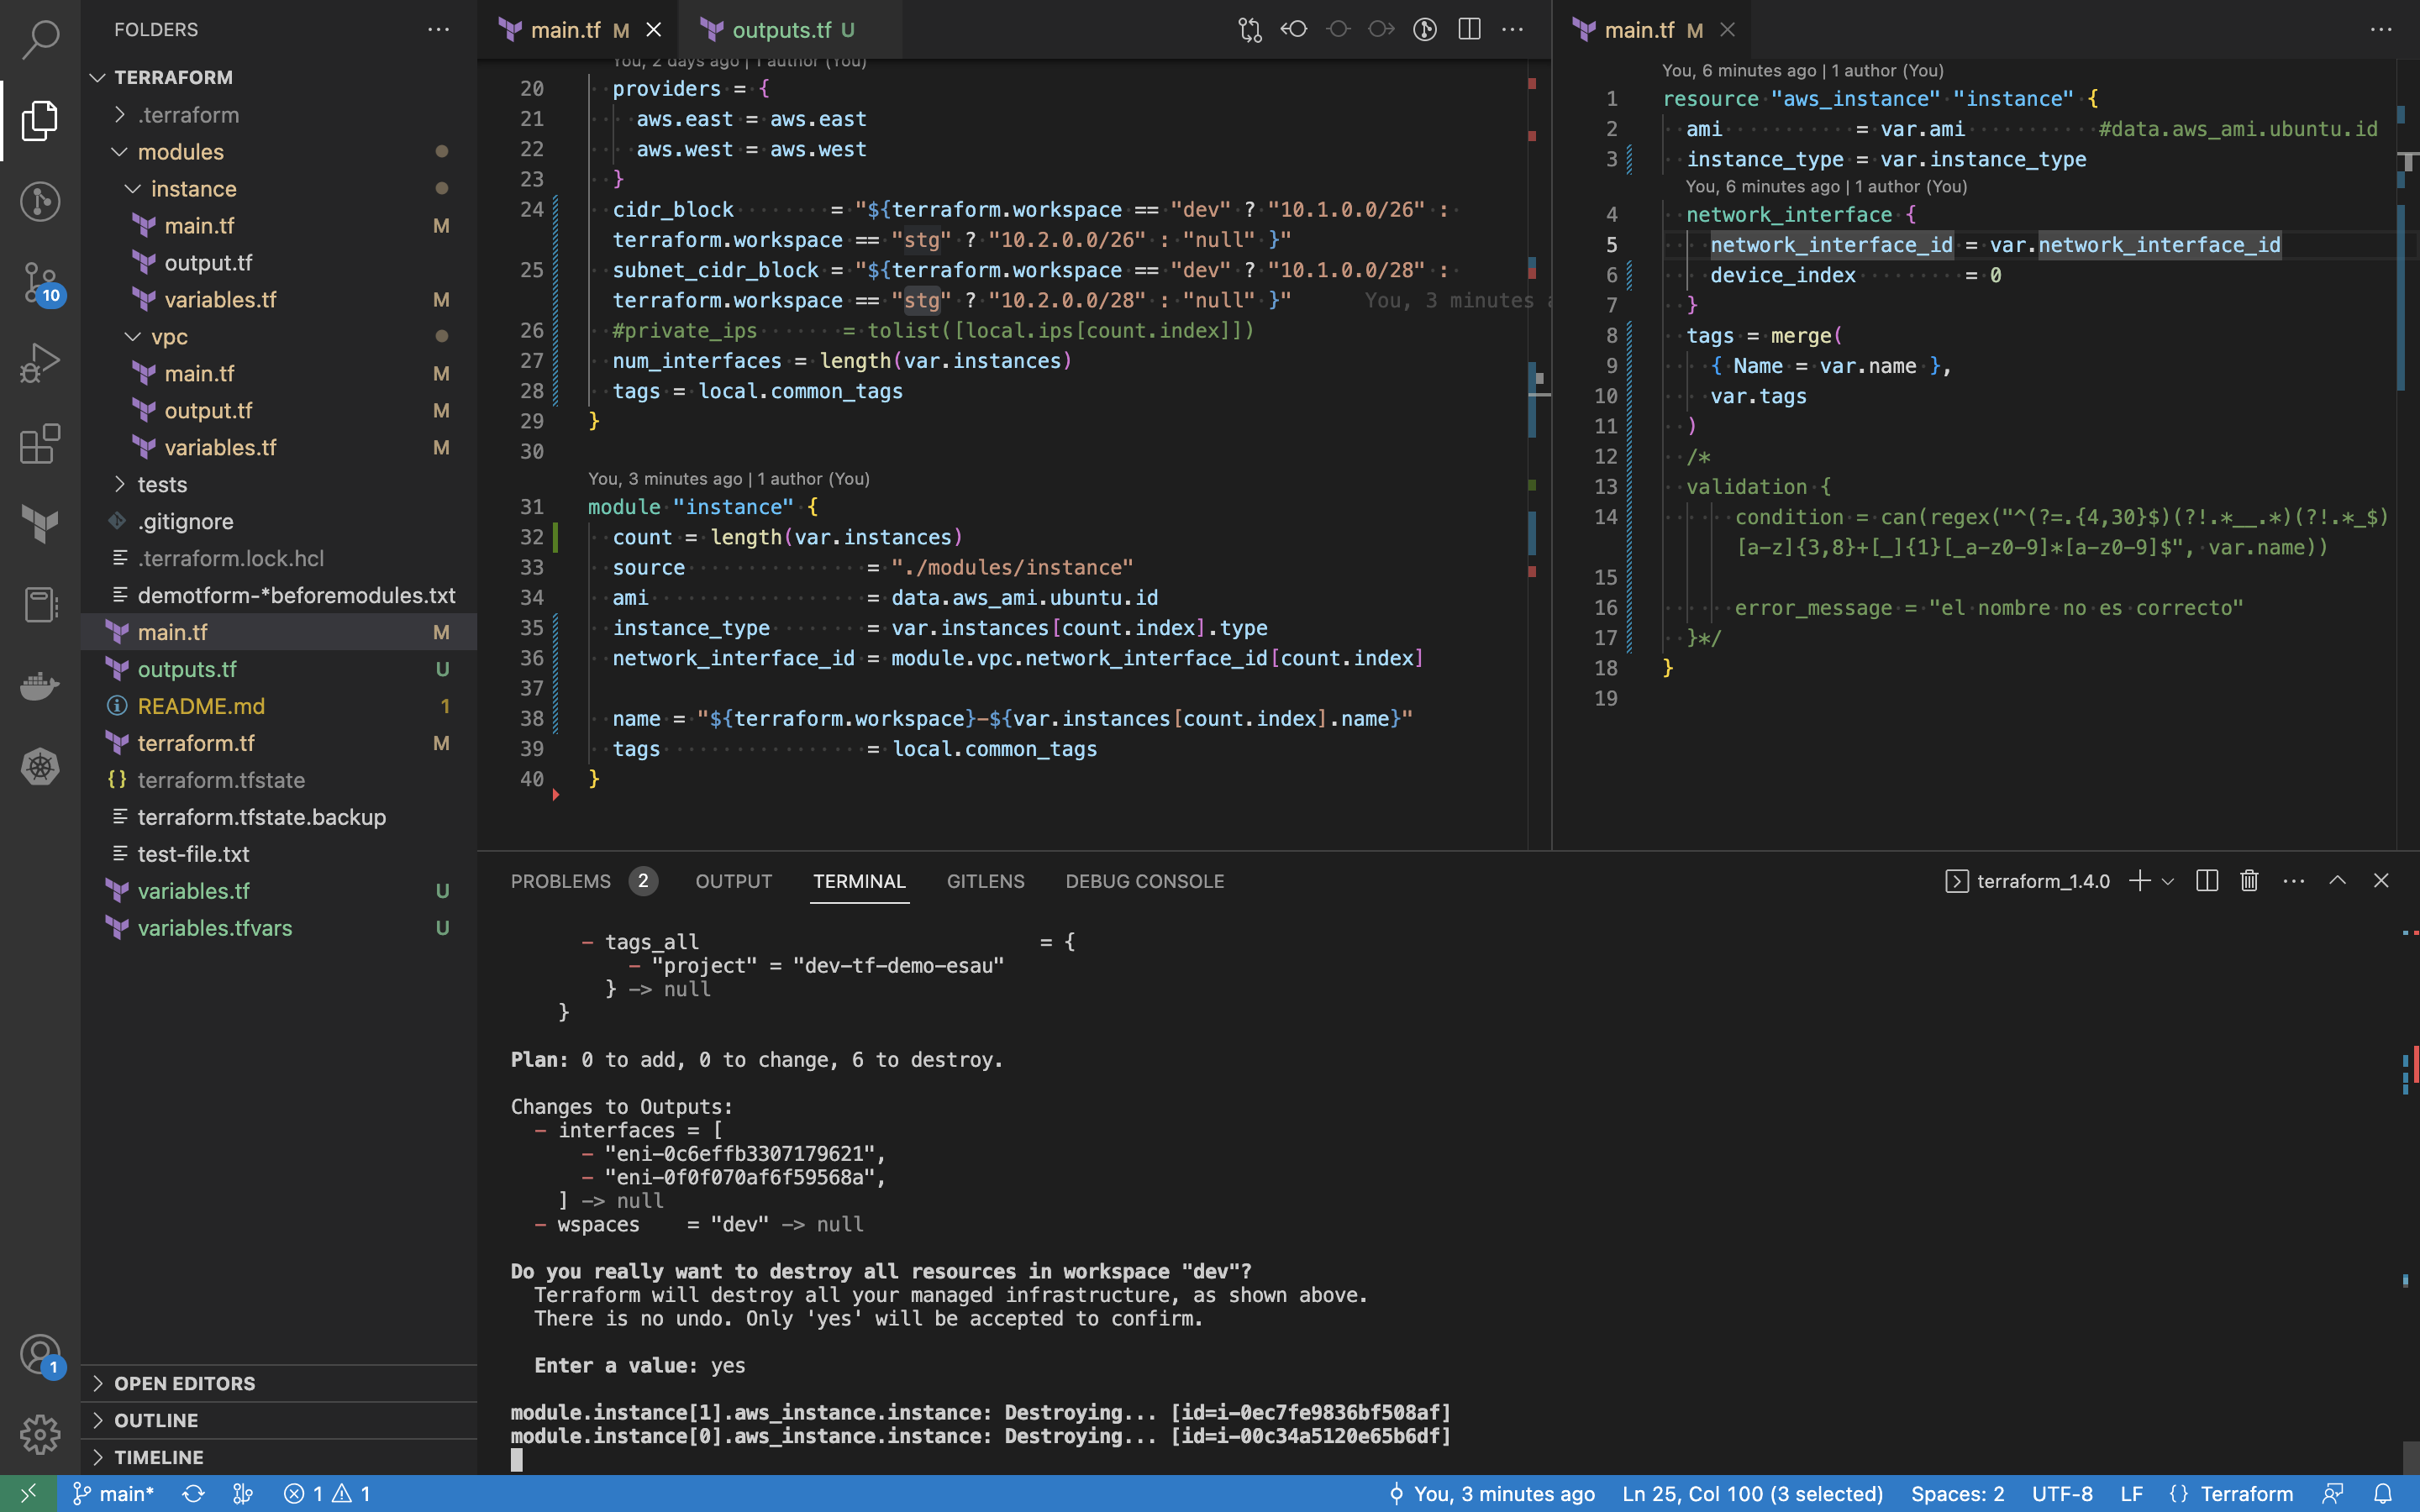 FOLDERS
TERRAFORM
.terraform
modules
instance
main.tf M
output.tf
variables.tf M
vpc
main.tf M
output.tf M
variables.tf M
tests
.gitignore
.terraform.lock.hcl
demotform-*beforemodules.txt
main.tf M
outputs.tf U
README.md 1
terraform.tf M
{} terraform.tfstate
terraform.tfstate.backup
test-file.txt
variables.tf U
variables.tfvars U
OPEN EDITORS
OUTLINE
TIMELINE
10
1
main.tf M
outputs.tf U
You, 2 days ago | 1 author (You)
20 providers = {
21 aws.east = aws.east
22 aws.west = aws.west
23 }
24 cidr_block = "${terraform.workspace == "dev" ? "10.1.0.0/26" :
terraform.workspace == "stg" ? "10.2.0.0/26" : "null" }"
25 subnet_cidr_block = "${terraform.workspace == "dev" ? "10.1.0.0/28" :
terraform.workspace == "stg" ? "10.2.0.0/28" : "null" }" You, 3 minutes
26 #private_ips = tolist([local.ips[count.index]])
27 num_interfaces = length(var.instances)
28 tags = local.common_tags
29 }
30
You, 3 minutes ago | 1 author (You)
31 module "instance" {
32 count = length(var.instances)
33 source = "./modules/instance"
34 ami = data.aws_ami.ubuntu.id
35 instance_type = var.instances[count.index].type
36 network_interface_id = module.vpc.network_interface_id[count.index]
37
38 name = "${terraform.workspace}-${var.instances[count.index].name}"
39 tags = local.common_tags
40 }
main.tf M
You, 6 minutes ago | 1 author (You)
1 resource "aws_instance" "instance" {
2 ami = var.ami #data.aws_ami.ubuntu.id
3 instance_type = var.instance_type
You, 6 minutes ago | 1 author (You)
4 network_interface {
5 network_interface_id = var.network_interface_id
6 device_index = 0
7 }
8 tags = merge(
9 { Name = var.name },
10 var.tags
11 )
12 /*
13 validation {
14 condition = can(regex("^(?=.{4,30}$)(?!.*__.*)(?!.*_$)
[a-z]{3,8}+[_]{1}[_a-z0-9]*[a-z0-9]$", var.name))
15
16 error_message = "el nombre no es correcto"
17 }*/
18 }
19
PROBLEMS 2 OUTPUT TERMINAL GITLENS DEBUG CONSOLE
terraform_1.4.0
- tags_all = {
- "project" = "dev-tf-demo-esau"
} -> null
}
Plan: 0 to add, 0 to change, 6 to destroy.
Changes to Outputs:
- interfaces = [
- "eni-0c6effb3307179621",
- "eni-0f0f070af6f59568a",
] -> null
- wspaces = "dev" -> null
Do you really want to destroy all resources in workspace "dev"?
Terraform will destroy all your managed infrastructure, as shown above.
There is no undo. Only 'yes' will be accepted to confirm.
Enter a value: yes
module.instance[1].aws_instance.instance: Destroying... [id=i-0ec7fe9836bf508af]
module.instance[0].aws_instance.instance: Destroying... [id=i-00c34a5120e65b6df]
main* 1 1 You, 3 minutes ago Ln 25, Col 100 (3 selected) Spaces: 2 UTF-8 LF {} Terraform